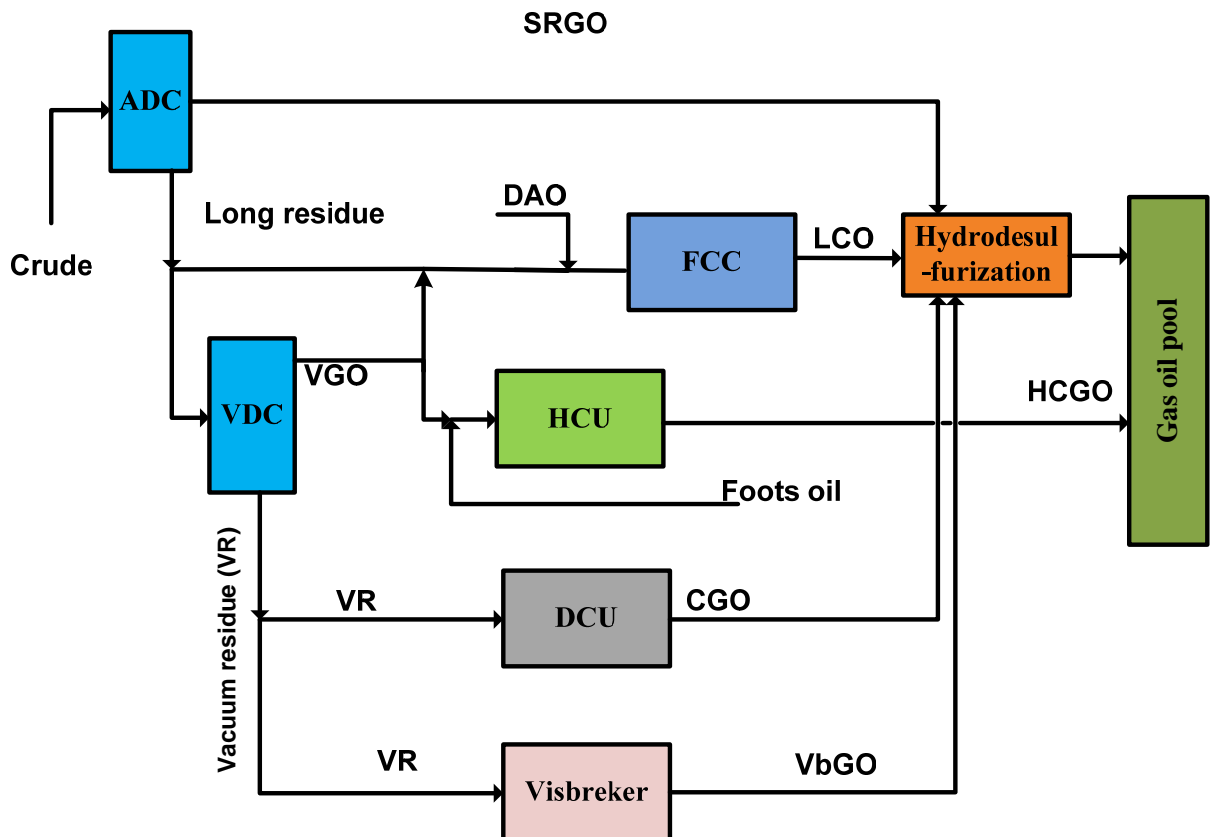 SRGO
ADC
Long residue
DAO
Crude
FCC
LCO
Hydrodesul
-furization
VDC
VGO
HCU
HCGO
Gas oil pool
Foots oil
Vacuum residue (VR)
VR
DCU
CGO
VR
Visbreker
VbGO